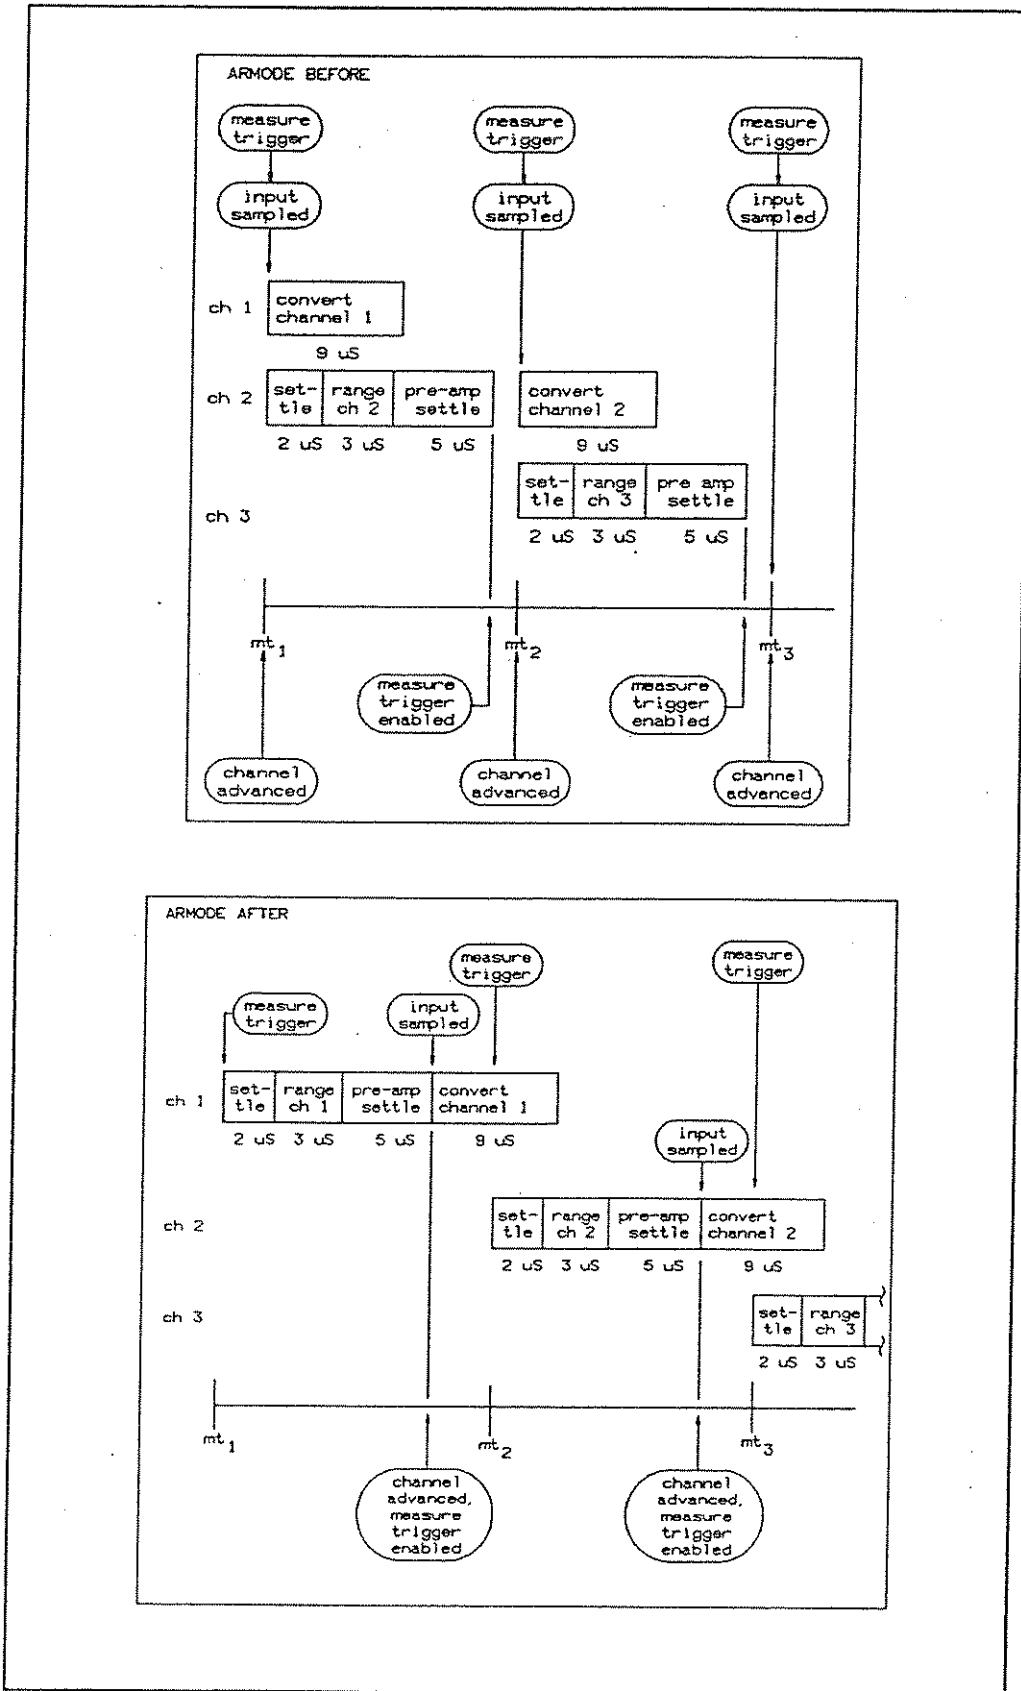 ARMODE BEFORE
measure
trigger
measure
trigger
measure
trigger
input
sampled
input
sampled
input
sampled
ch 1
convert
channel 1
9 uS
ch 2
set-
tle
range
ch 2
pre-amp
settle
convert
channel 2
2 uS
3 uS
5 uS
9 uS
ch 3
set-
tle
range
ch 3
pre amp
settle
2 uS
3 uS
5 uS
mt1
mt2
mt3
measure
trigger
enabled
measure
trigger
enabled
channel
advanced
channel
advanced
channel
advanced
ARMODE AFTER
measure
trigger
measure
trigger
measure
trigger
input
sampled
ch 1
set-
tle
range
ch 1
pre-amp
settle
convert
channel 1
2 uS
3 uS
5 uS
9 uS
input
sampled
ch 2
set-
tle
range
ch 2
pre-amp
settle
convert
channel 2
2 uS
3 uS
5 uS
9 uS
ch 3
set-
tle
range
ch 3
2 uS
3 uS
mt1
mt2
mt3
channel
advanced,
measure
trigger
enabled
channel
advanced,
measure
trigger
enabled